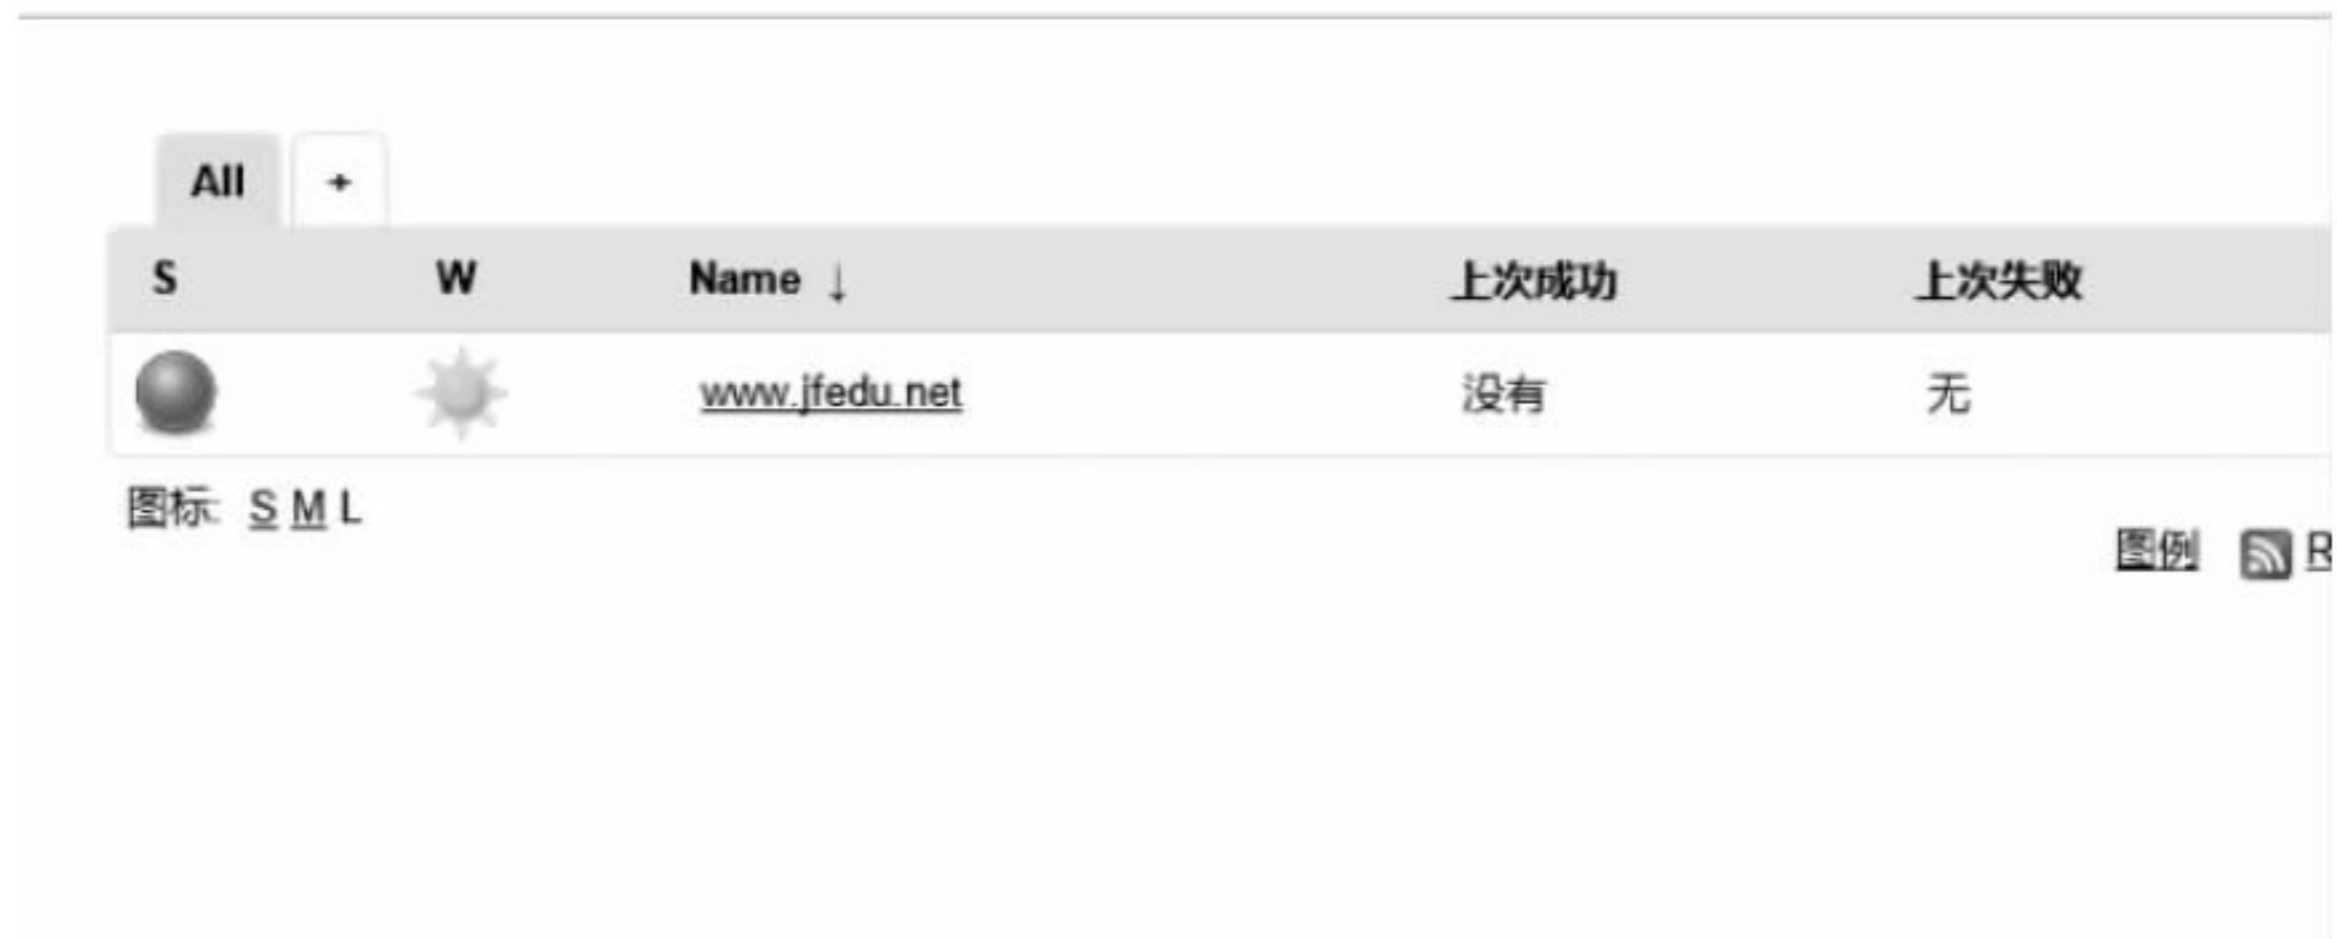 All +
S W Name ↓ 上次成功 上次失败
www.jfedu.net 没有 无
图标: S M L
图例 R